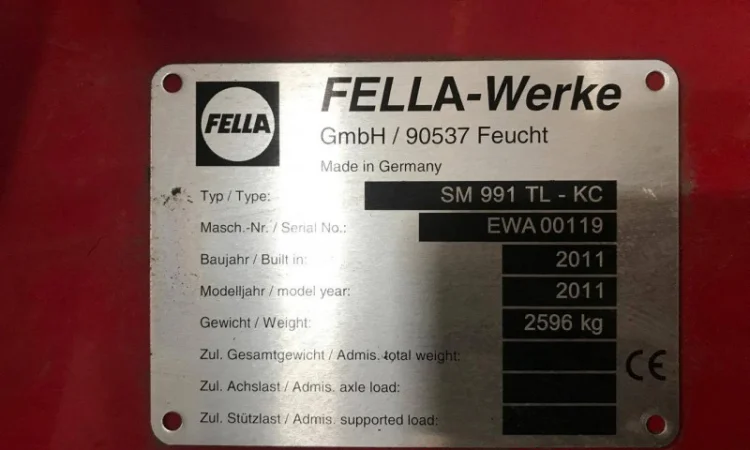 FELLA
FELLA-Werke
GmbH / 90537 Feucht
Made in Germany
Typ / Type: SM 991 TL - KC
Masch.-Nr. / Serial No.: EWA 00119
Baujahr / Built in: 2011
Modelljahr / model year: 2011
Gewicht / Weight: 2596 kg
Zul. Gesamtgewicht / Admis. total weight:
CE
Zul. Achslast / Admis. axle load:
Zul. Stützlast / Admis. supported load: